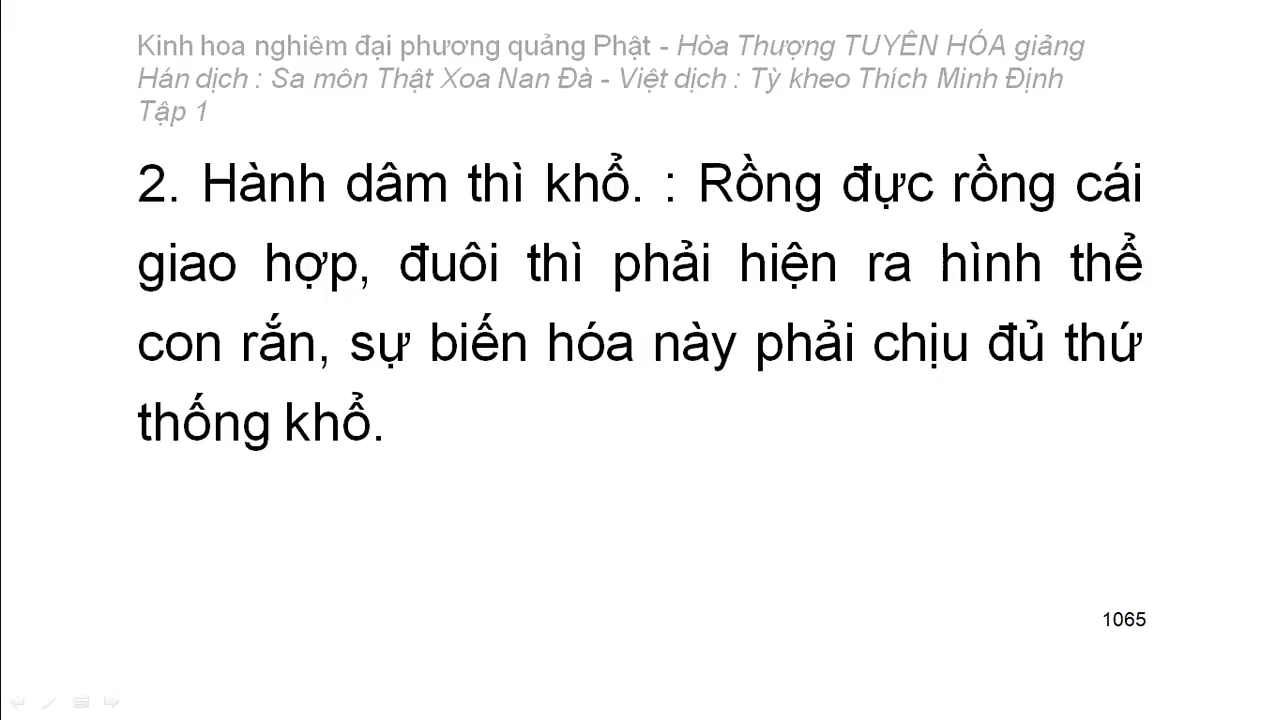 Kinh hoa nghiêm đại phương quảng Phật - Hòa Thượng TUYÊN HÓA giảng
Hán dịch : Sa môn Thật Xoa Nan Đà - Việt dịch : Tỳ kheo Thích Minh Định
Tập 1
2. Hành dâm thì khổ. : Rồng đực rồng cái
giao hợp, đuôi thì phải hiện ra hình thể
con rắn, sự biến hóa này phải chịu đủ thứ
thống khổ.
1065